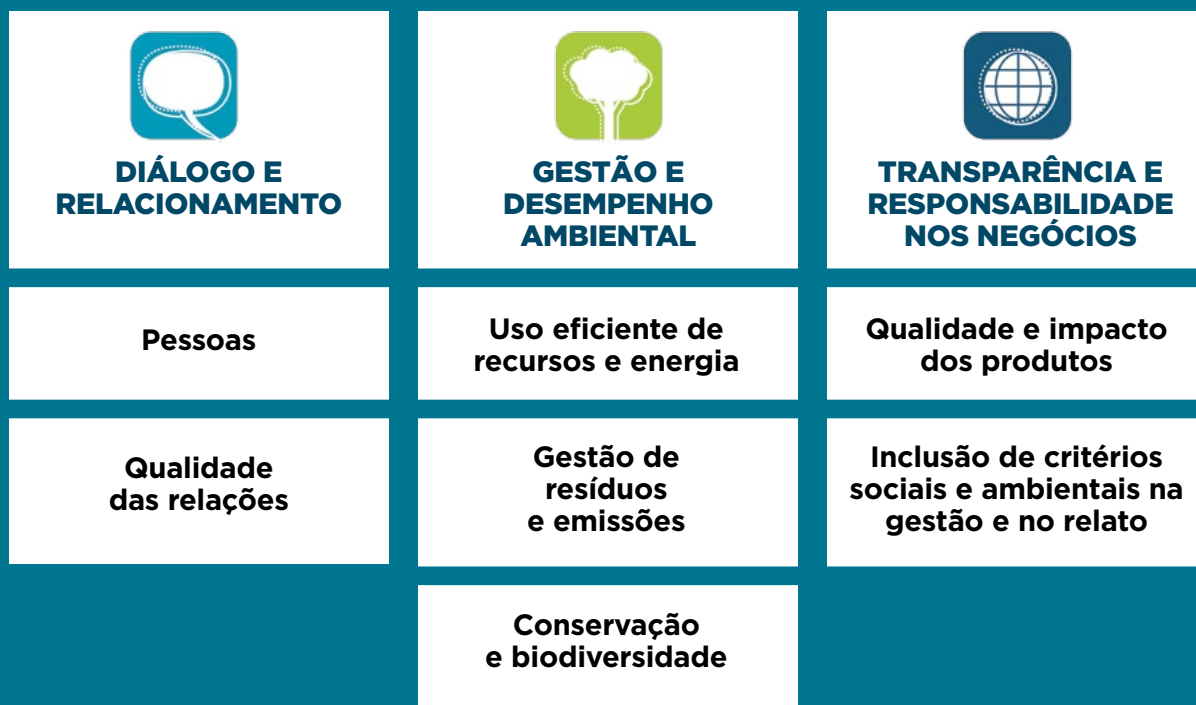 DIÁLOGO E
RELACIONAMENTO
Pessoas
Qualidade
das relações
GESTÃO E
DESEMPENHO
AMBIENTAL
Uso eficiente de
recursos e energia
Gestão de
resíduos
e emissões
Conservação
e biodiversidade
TRANSPARÊNCIA E
RESPONSABILIDADE
NOS NEGÓCIOS
Qualidade e impacto
dos produtos
Inclusão de critérios
sociais e ambientais na
gestão e no relato